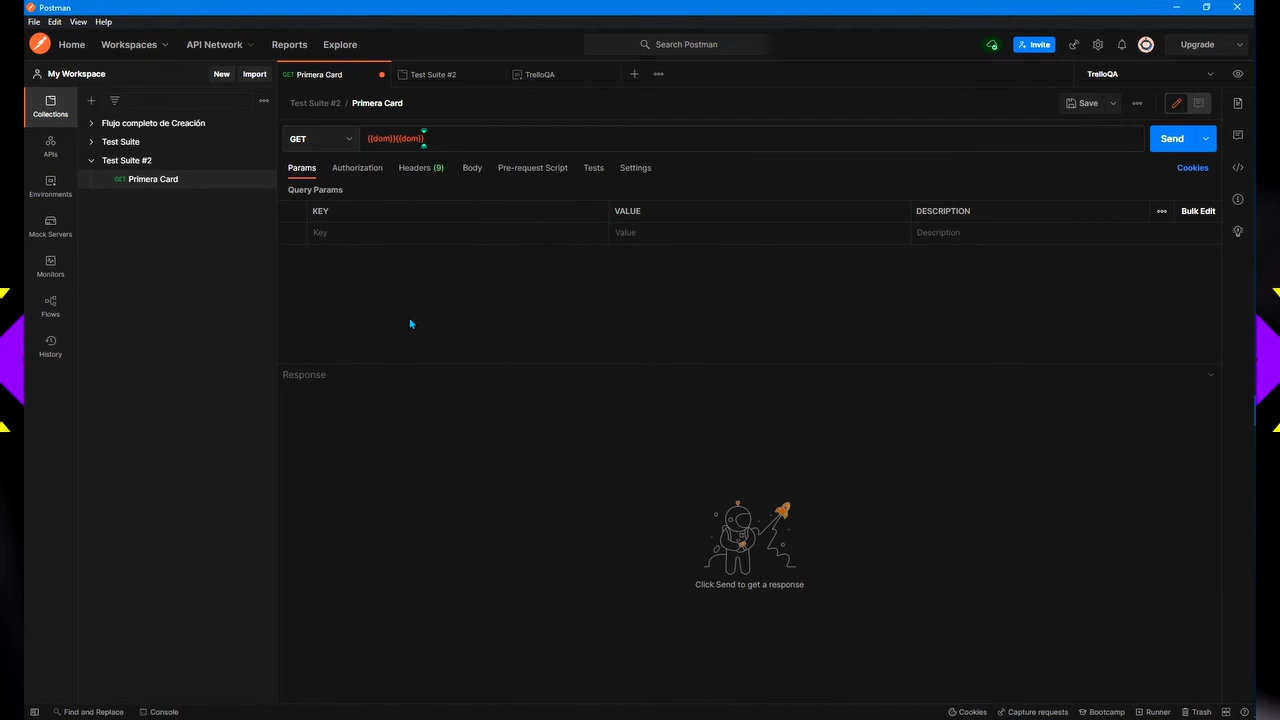 Postman
File Edit View Help
Home Workspaces API Network Reports Explore Search Postman Invite Upgrade
My Workspace New Import GET Primera Card Test Suite #2 TrelloQA TrelloQA
Collections
APIs
Environments
Mock Servers
Monitors
Flows
History
Flujo completo de Creación
Test Suite
Test Suite #2
GET Primera Card
Test Suite #2 / Primera Card Save
GET {{dom}}{{dom}} Send
Params Authorization Headers (9) Body Pre-request Script Tests Settings Cookies
Query Params
KEY VALUE DESCRIPTION Bulk Edit
Key Value Description
Response
Click Send to get a response
Find and Replace Console Cookies Capture requests Bootcamp Runner Trash